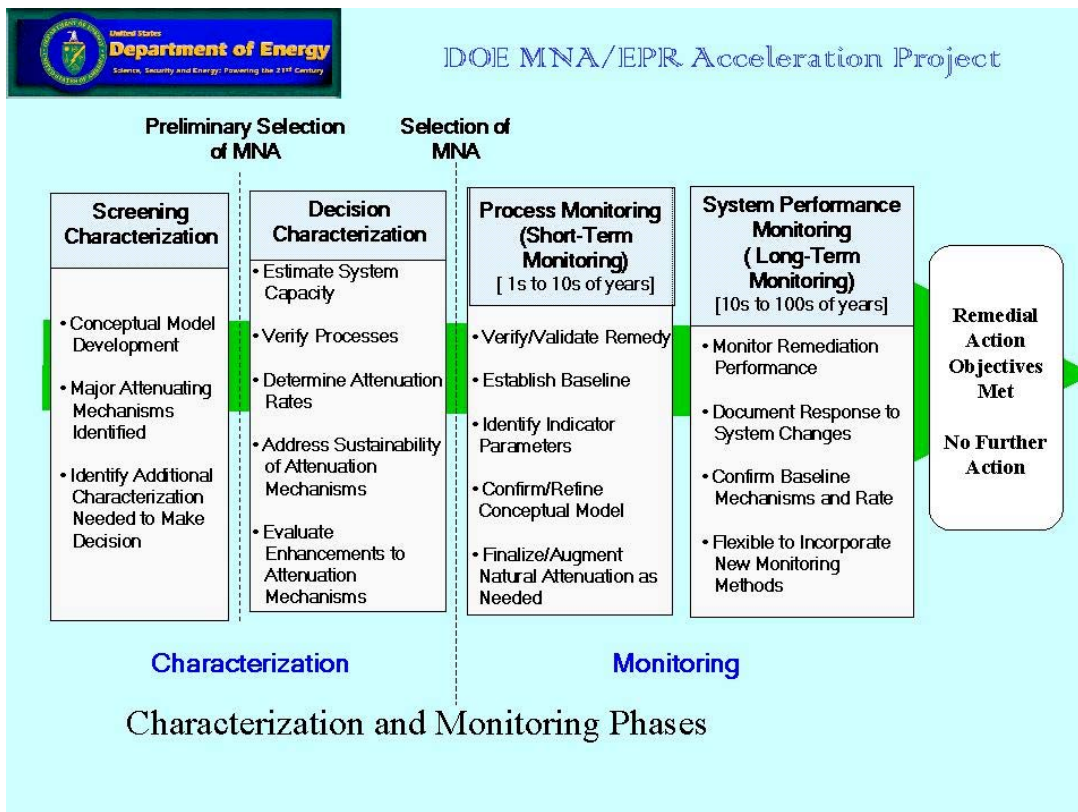 United States
Department of Energy
Science, Security and Energy: Powering the 21st Century
DOE MNA/EPR Acceleration Project
Preliminary Selection
of MNA
Selection of
MNA
Screening
Characterization
• Conceptual Model
Development
• Major Attenuating
Mechanisms
Identified
• Identify Additional
Characterization
Needed to Make
Decision
Decision
Characterization
• Estimate System
Capacity
• Verify Processes
• Determine Attenuation
Rates
• Address Sustainability
of Attenuation
Mechanisms
• Evaluate
Enhancements to
Attenuation
Mechanisms
Process Monitoring
(Short-Term
Monitoring)
[ 1s to 10s of years]
• Verify/Validate Remedy
• Establish Baseline
• Identify Indicator
Parameters
• Confirm/Refine
Conceptual Model
• Finalize/Augment
Natural Attenuation as
Needed
System Performance
Monitoring
( Long-Term
Monitoring)
[10s to 100s of years]
• Monitor Remediation
Performance
• Document Response to
System Changes
• Confirm Baseline
Mechanisms and Rate
• Flexible to Incorporate
New Monitoring
Methods
Remedial
Action
Objectives
Met
No Further
Action
Characterization
Monitoring
Characterization and Monitoring Phases